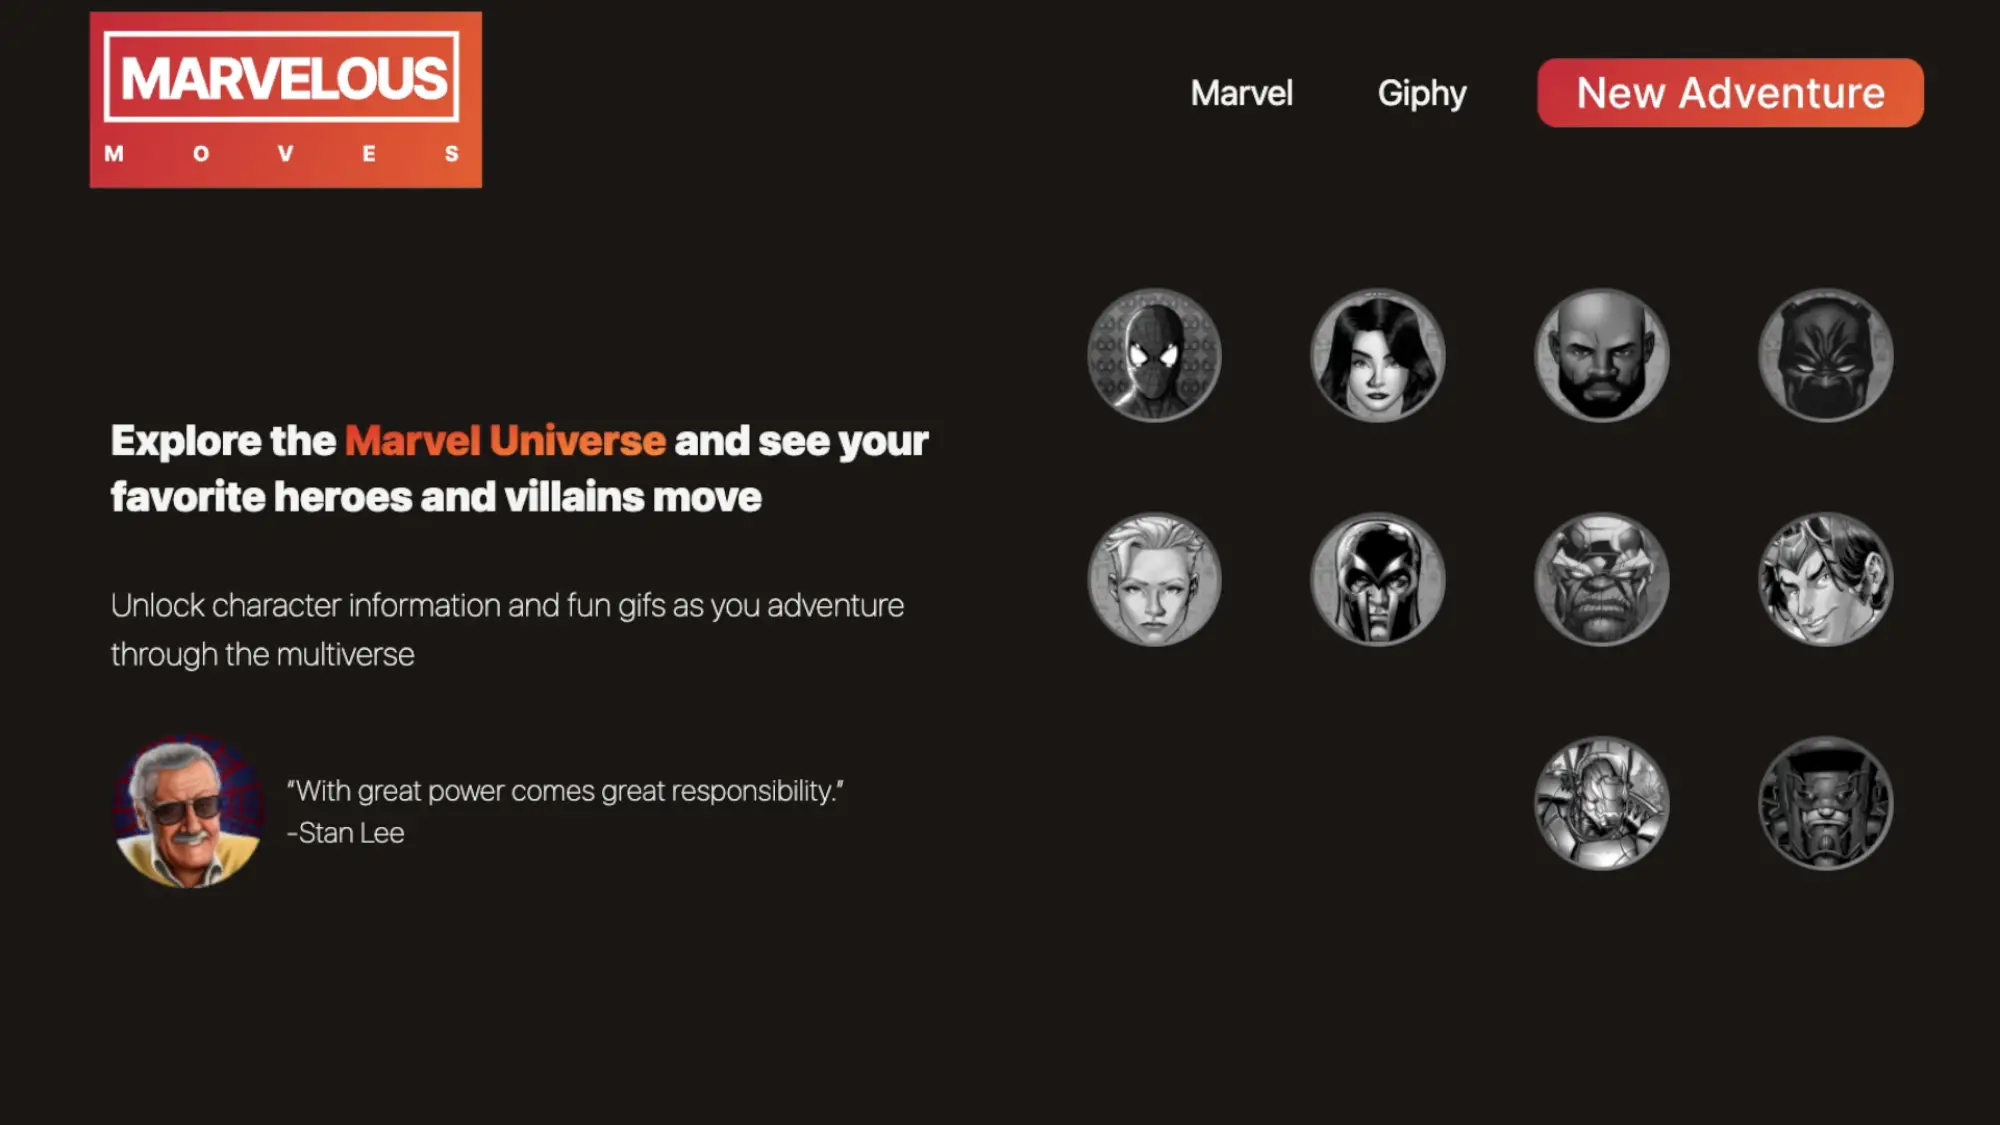 MARVELOUS
M O V E S
Marvel
Giphy
New Adventure
Explore the Marvel Universe and see your
favorite heroes and villains move
Unlock character information and fun gifs as you adventure
through the multiverse
"With great power comes great responsibility."
-Stan Lee